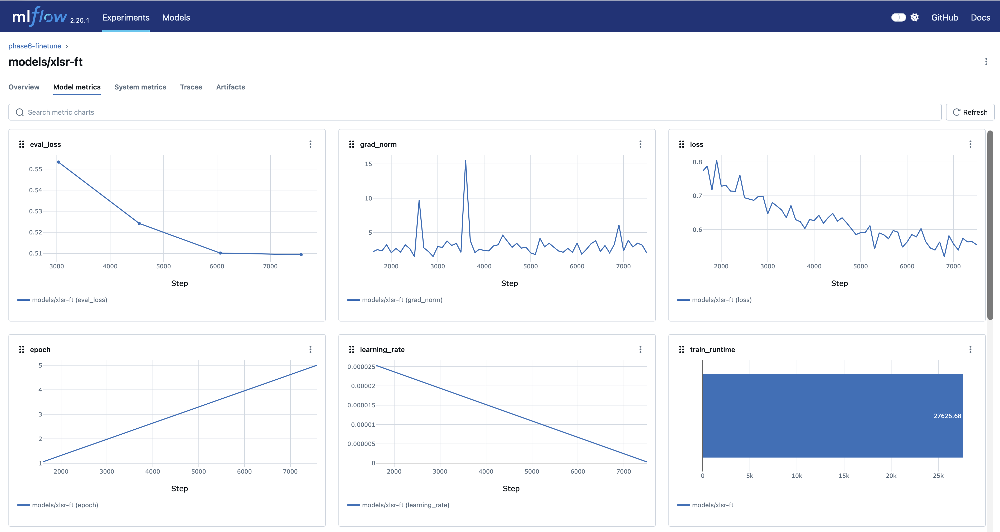 mlflow 2.20.1 Experiments Models GitHub Docs
phase6-finetune ›
models/xlsr-ft
Overview Model metrics System metrics Traces Artifacts
Search metric charts Refresh
eval_loss
0.55
0.54
0.53
0.52
0.51
3000 4000 5000 6000 7000
Step
models/xlsr-ft (eval_loss)
grad_norm
15
10
5
2000 3000 4000 5000 6000 7000
Step
models/xlsr-ft (grad_norm)
loss
0.8
0.7
0.6
2000 3000 4000 5000 6000 7000
Step
models/xlsr-ft (loss)
epoch
5
4
3
2
1
2000 3000 4000 5000 6000 7000
Step
models/xlsr-ft (epoch)
learning_rate
0.000025
0.00002
0.000015
0.00001
0.000005
0
2000 3000 4000 5000 6000 7000
Step
models/xlsr-ft (learning_rate)
train_runtime
27626.68
0 5k 10k 15k 20k 25k
models/xlsr-ft